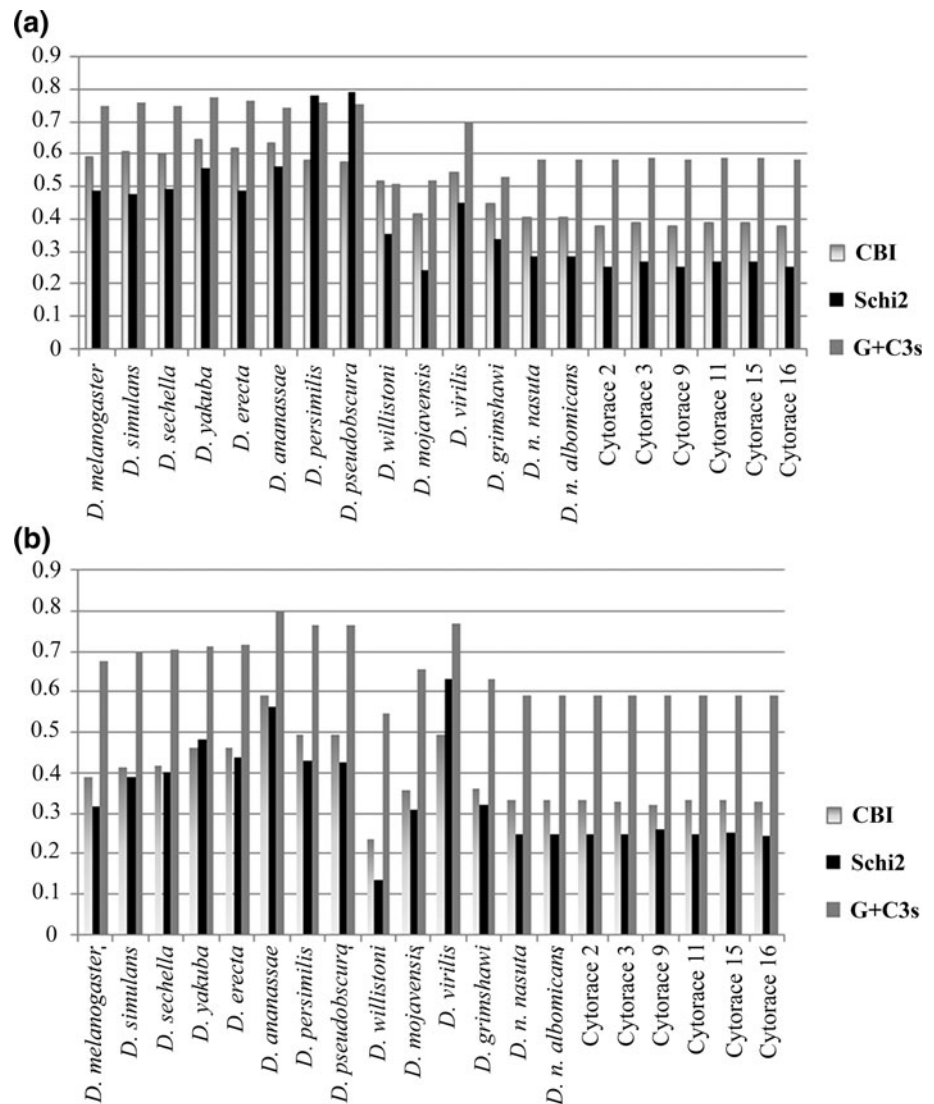 (a)
0.9
0.8
0.7
0.6
0.5
0.4
0.3
0.2
0.1
0
D. melanogaster
D. simulans
D. sechella
D. yakuba
D. erecta
D. ananassae
D. persimilis
D. pseudobscura
D. willistoni
D. mojavensis
D. virilis
D. grimshawi
D. n. nasuta
D. n. albomicans
Cytorace 2
Cytorace 3
Cytorace 9
Cytorace 11
Cytorace 15
Cytorace 16
CBI
Schi2
G+C3s
(b)
0.9
0.8
0.7
0.6
0.5
0.4
0.3
0.2
0.1
0
D. melanogaster
D. simulans
D. sechella
D. yakuba
D. erecta
D. ananassae
D. persimilis
D. pseudobscura
D. willistoni
D. mojavensis
D. virilis
D. grimshawi
D. n. nasuta
D. n. albomicans
Cytorace 2
Cytorace 3
Cytorace 9
Cytorace 11
Cytorace 15
Cytorace 16
CBI
Schi2
G+C3s